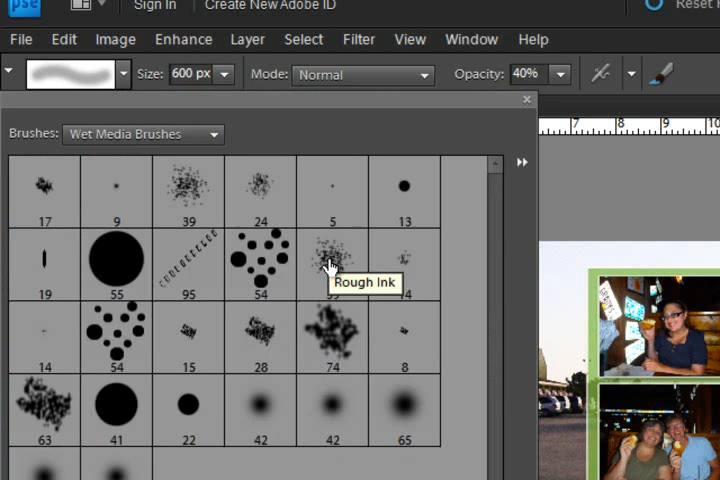 pse Sign In Create New Adobe ID Reset
File Edit Image Enhance Layer Select Filter View Window Help
Size: 600 px Mode: Normal Opacity: 40%
Brushes: Wet Media Brushes
7 8 9 10
17 9 39 24 5 13
19 55 95 54 39 14
Rough Ink
14 54 15 28 74 8
63 41 22 42 42 65